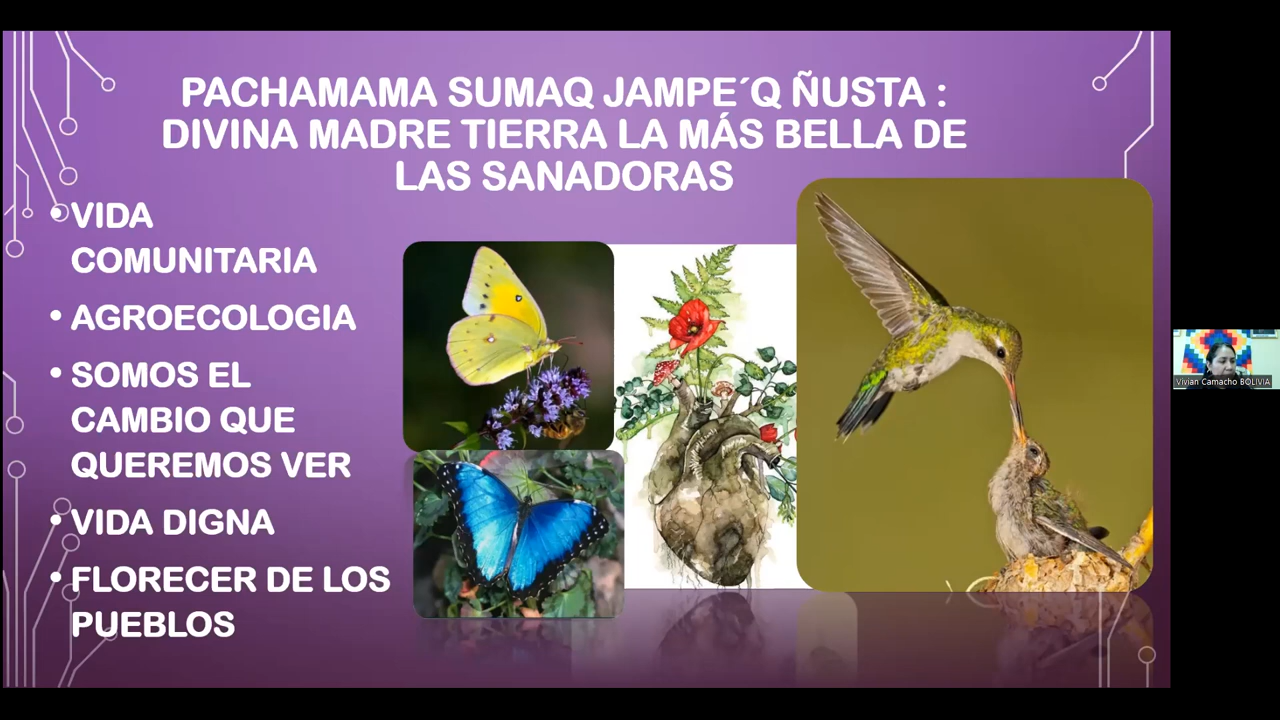 PACHAMAMA SUMAQ JAMPE´Q ÑUSTA :
DIVINA MADRE TIERRA LA MÁS BELLA DE
LAS SANADORAS
• VIDA
COMUNITARIA
• AGROECOLOGIA
• SOMOS EL
CAMBIO QUE
QUEREMOS VER
• VIDA DIGNA
• FLORECER DE LOS
PUEBLOS
Vivian Camacho BOLIVIA